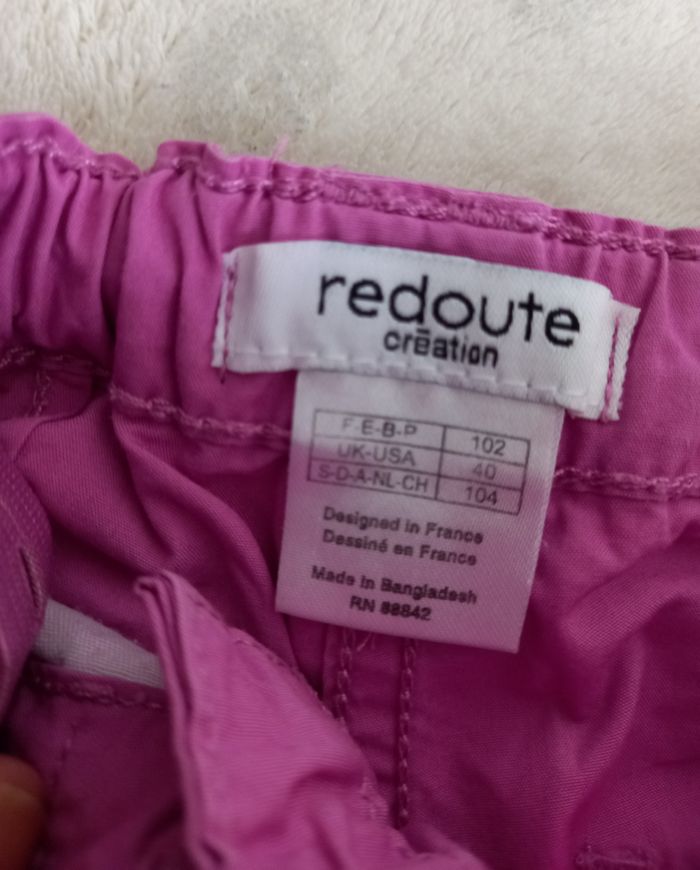 redoute
crēation
F-E-B-P 102
UK-USA 40
S-D-A-NL-CH 104
Designed in France
Dessiné en France
Made in Bangladesh
RN 88842